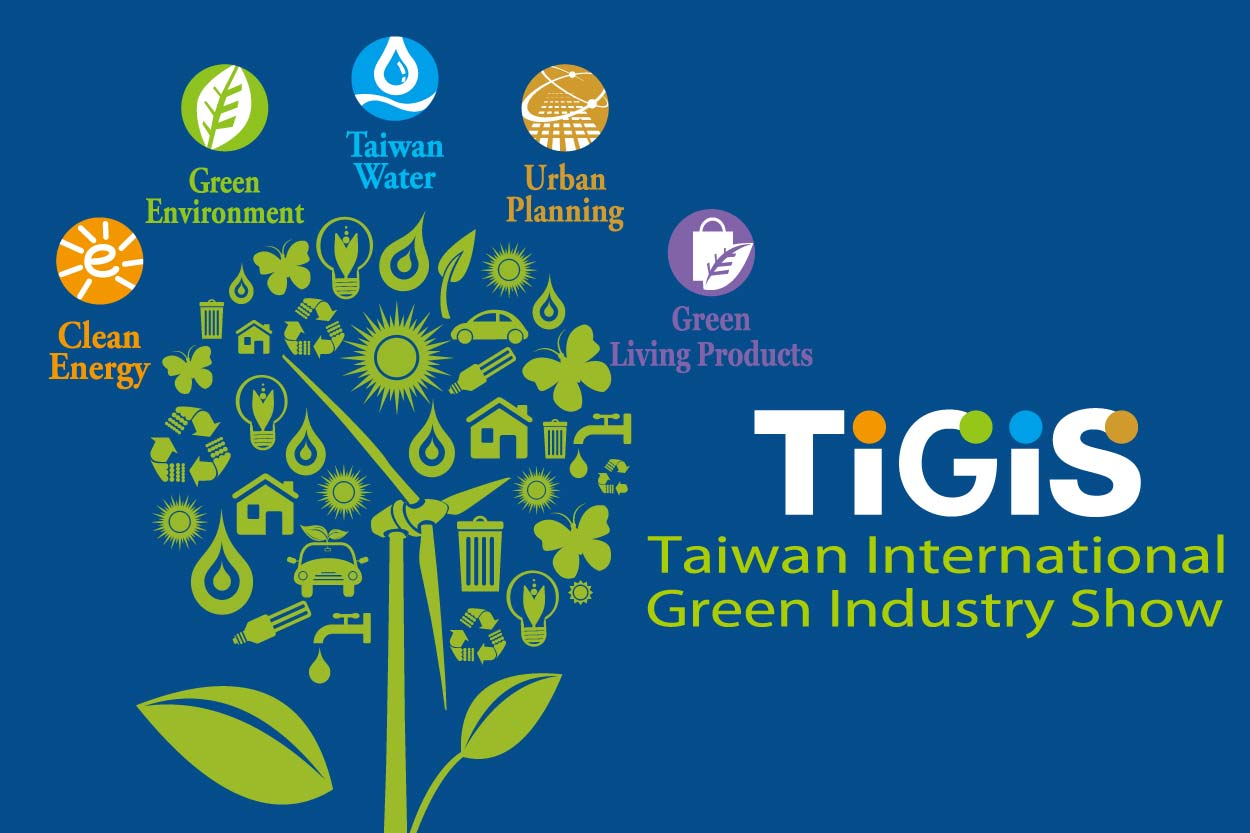 Taiwan
Water
Green
Environment
Urban
Planning
e
Clean
Energy
Green
Living Products
TiGiS
Taiwan International
Green Industry Show